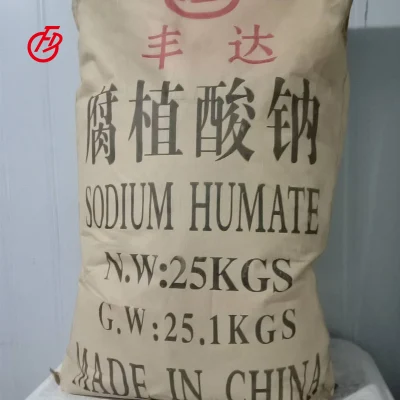 丰达
腐植酸钠
SODIUM HUMATE
N.W:25KGS
G.W:25.1KGS
MADE IN CHINA